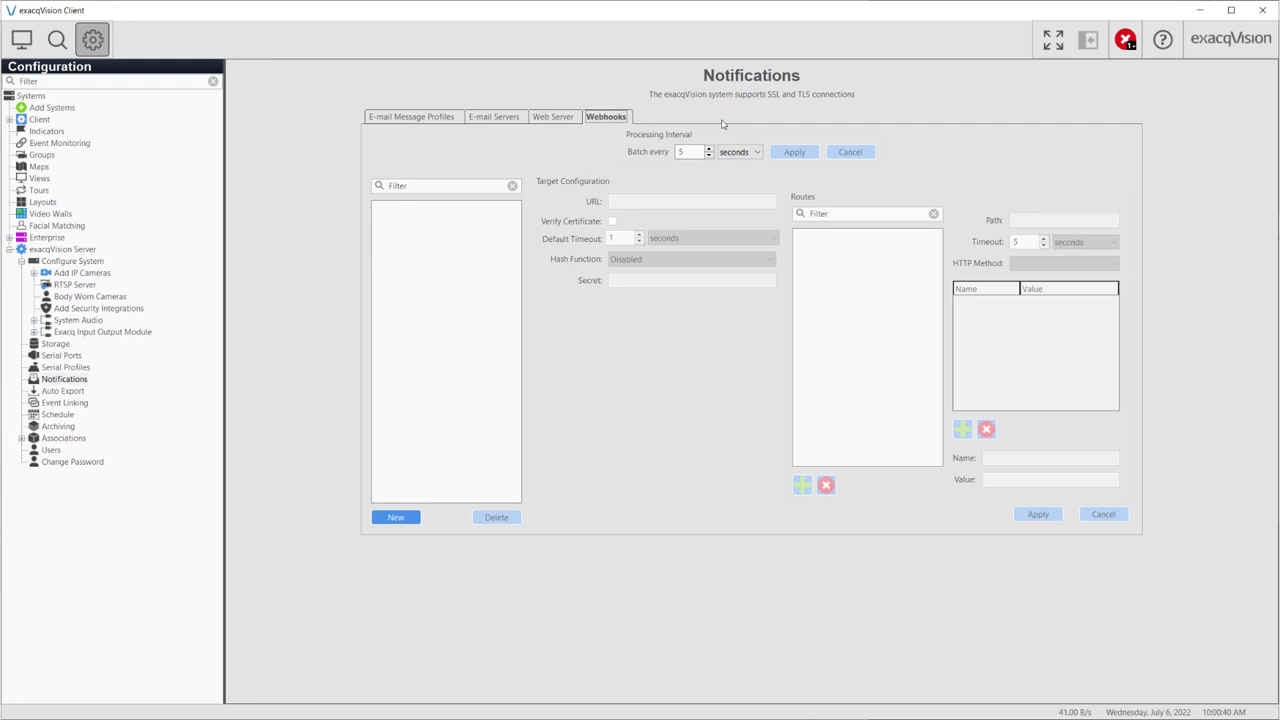 exacqVision Client
1+
exacqVision
Configuration
Filter
Systems
Add Systems
Client
Indicators
Event Monitoring
Groups
Maps
Views
Tours
Layouts
Video Walls
Facial Matching
Enterprise
exacqVision Server
Configure System
Add IP Cameras
RTSP Server
Body Worn Cameras
Add Security Integrations
System Audio
Exacq Input Output Module
Storage
Serial Ports
Serial Profiles
Notifications
Auto Export
Event Linking
Schedule
Archiving
Associations
Users
Change Password
Notifications
The exacqVision system supports SSL and TLS connections
E-mail Message Profiles E-mail Servers Web Server Webhooks
Processing Interval
Batch every 5 seconds Apply Cancel
Filter
New Delete
Target Configuration
URL:
Verify Certificate:
Default Timeout: 1 seconds
Hash Function: Disabled
Secret:
Routes
Filter
Path:
Timeout: 5 seconds
HTTP Method:
Name Value
Name:
Value:
Apply Cancel
41.00 B/s Wednesday, July 6, 2022 10:00:40 AM